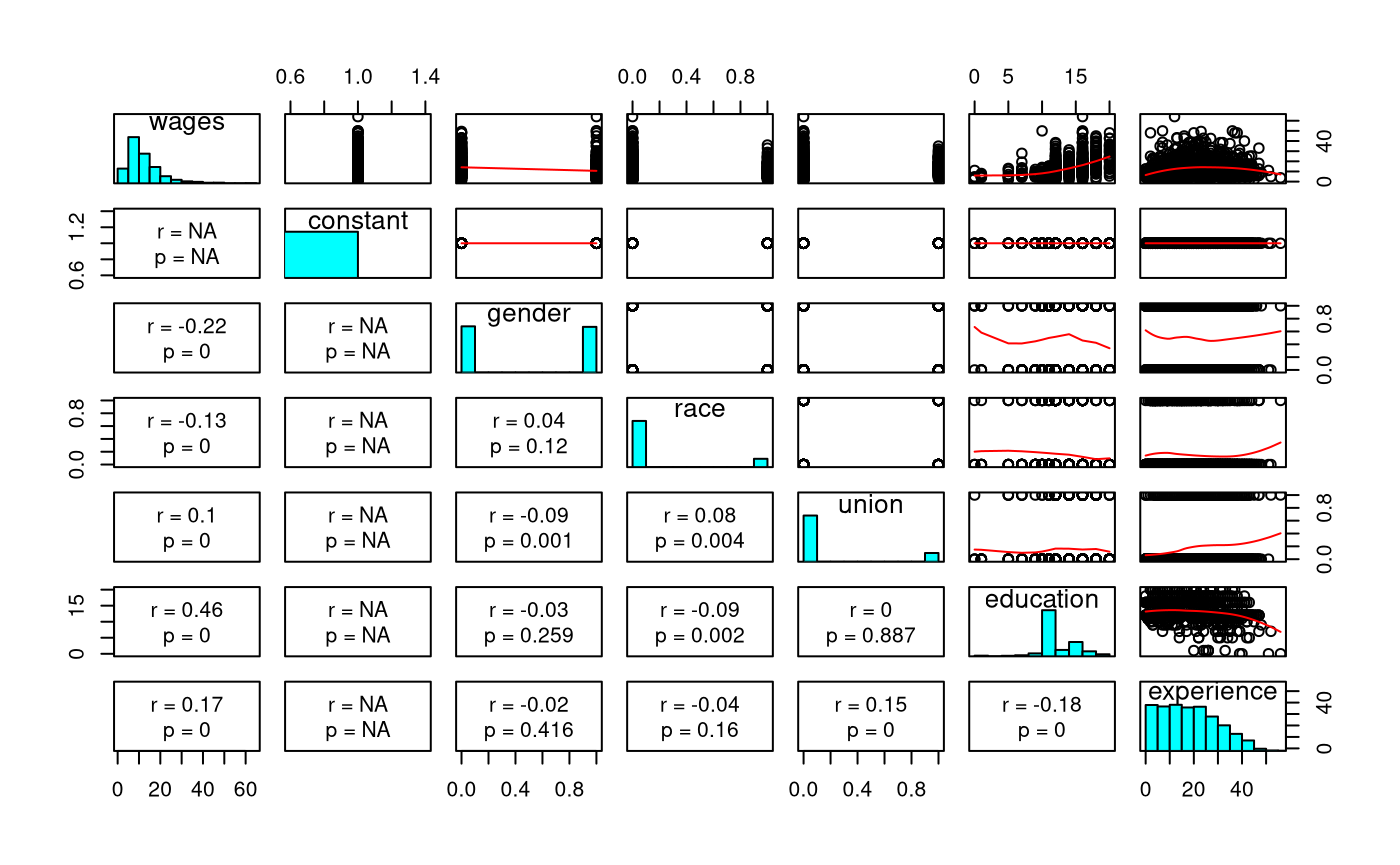 0.6 1.0 1.4 0.0 0.4 0.8 0 5 15
wages
0 40
0.6 1.2
r = NA
p = NA
constant
r = -0.22
p = 0
r = NA
p = NA
gender
0.0 0.8
0.0 0.8
r = -0.13
p = 0
r = NA
p = NA
r = 0.04
p = 0.12
race
r = 0.1
p = 0
r = NA
p = NA
r = -0.09
p = 0.001
r = 0.08
p = 0.004
union
0.0 0.8
0 15
r = 0.46
p = 0
r = NA
p = NA
r = -0.03
p = 0.259
r = -0.09
p = 0.002
r = 0
p = 0.887
education
r = 0.17
p = 0
r = NA
p = NA
r = -0.02
p = 0.416
r = -0.04
p = 0.16
r = 0.15
p = 0
r = -0.18
p = 0
experience
0 40
0 20 40 60 0.0 0.4 0.8 0.0 0.4 0.8 0 20 40